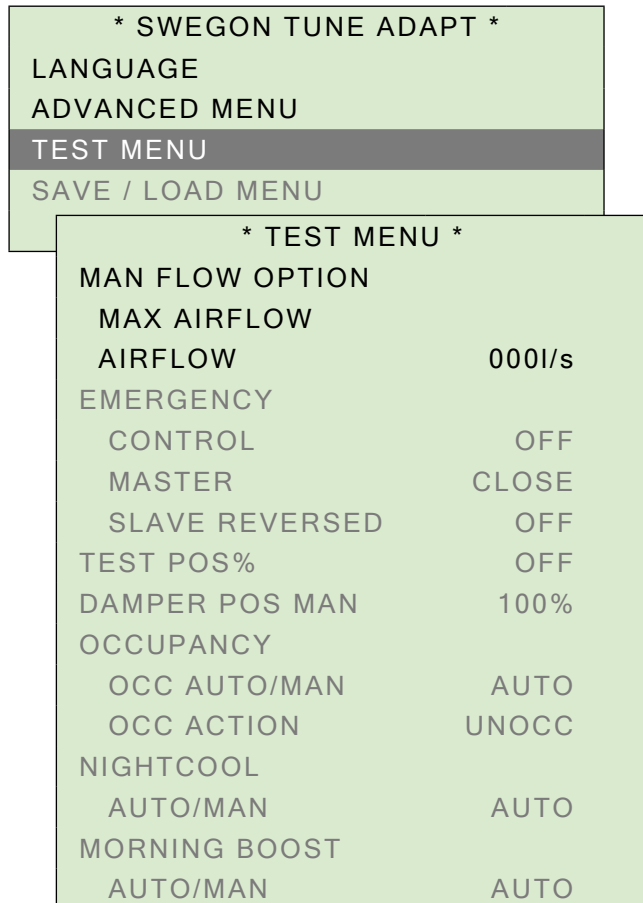 * SWEGON TUNE ADAPT *
LANGUAGE
ADVANCED MENU
TEST MENU
SAVE / LOAD MENU
* TEST MENU *
MAN FLOW OPTION
MAX AIRFLOW
AIRFLOW 000l/s
EMERGENCY
CONTROL OFF
MASTER CLOSE
SLAVE REVERSED OFF
TEST POS% OFF
DAMPER POS MAN 100%
OCCUPANCY
OCC AUTO/MAN AUTO
OCC ACTION UNOCC
NIGHTCOOL
AUTO/MAN AUTO
MORNING BOOST
AUTO/MAN AUTO